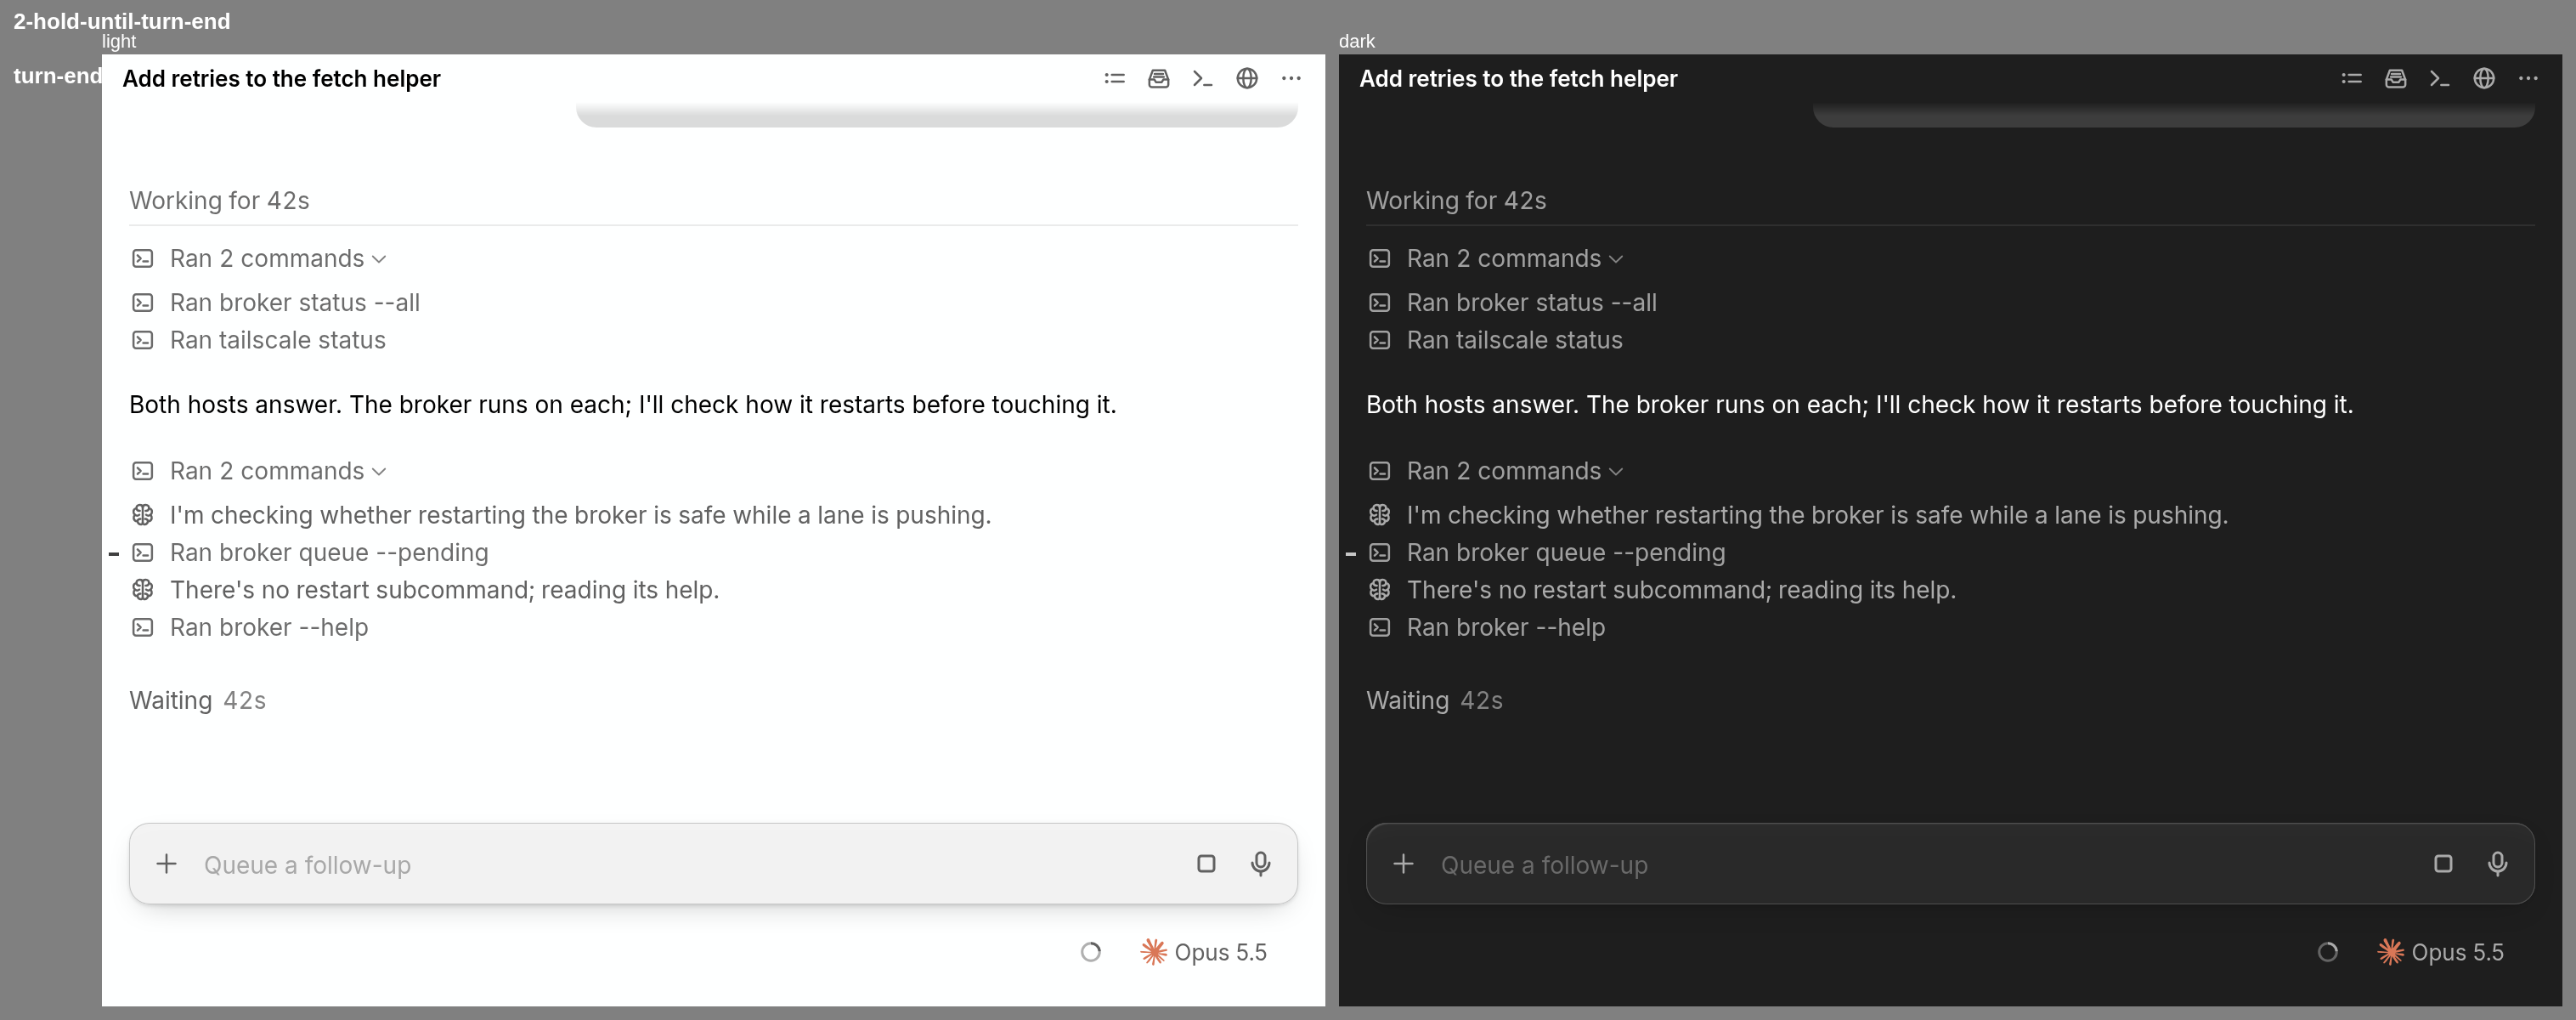 2-hold-until-turn-end
light
dark
turn-end
Add retries to the fetch helper
Working for 42s
Ran 2 commands
Ran broker status --all
Ran tailscale status
Both hosts answer. The broker runs on each; I'll check how it restarts before touching it.
Ran 2 commands
I'm checking whether restarting the broker is safe while a lane is pushing.
Ran broker queue --pending
There's no restart subcommand; reading its help.
Ran broker --help
Waiting 42s
Queue a follow-up
Opus 5.5
Add retries to the fetch helper
Working for 42s
Ran 2 commands
Ran broker status --all
Ran tailscale status
Both hosts answer. The broker runs on each; I'll check how it restarts before touching it.
Ran 2 commands
I'm checking whether restarting the broker is safe while a lane is pushing.
Ran broker queue --pending
There's no restart subcommand; reading its help.
Ran broker --help
Waiting 42s
Queue a follow-up
Opus 5.5